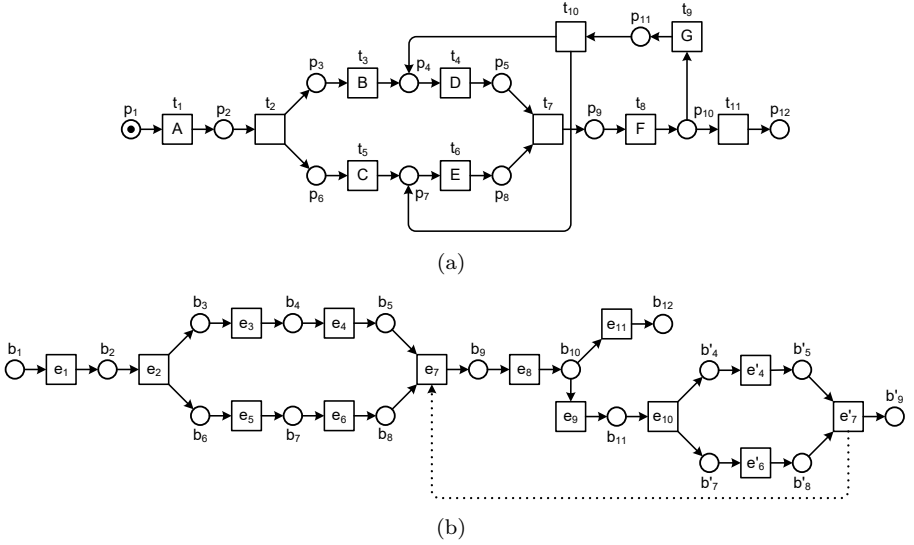 t10 p11 t9
G
p3 t3 p4 t4 p5
B D
t7
p1 t1 p2 t2 p9 t8 p10 t11 p12
A F
t5 t6
C E
p6 p7 p8
(a)
b3 b4 b5 b12
e3 e4 e11
b1 b2 b9 b10 b'4 b'5
e1 e2 e7 e8 e'4
b'9
e5 e6 e9 e10 e'7
b6 b7 b8 b11
e'6
b'7 b'8
(b)